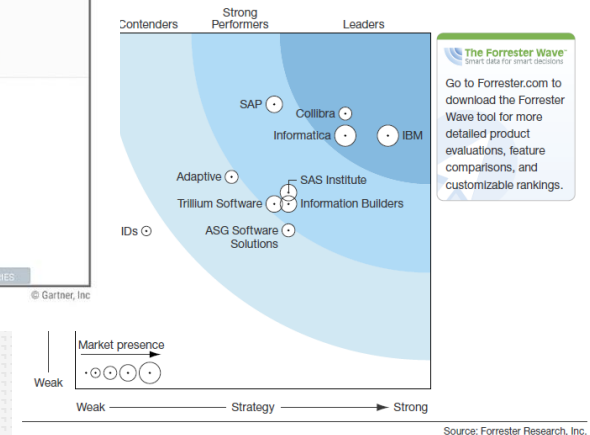 Contenders
Strong
Performers
Leaders
The Forrester Wave™
Smart data for smart decisions
Go to Forrester.com to
download the Forrester
Wave tool for more
detailed product
evaluations, feature
comparisons, and
customizable rankings.
SAP
Collibra
Informatica
IBM
Adaptive
SAS Institute
Trillium Software
Information Builders
IDs
ASG Software
Solutions
© Gartner, Inc
Market presence
Weak
Weak
Strategy
Strong
Source: Forrester Research, Inc.